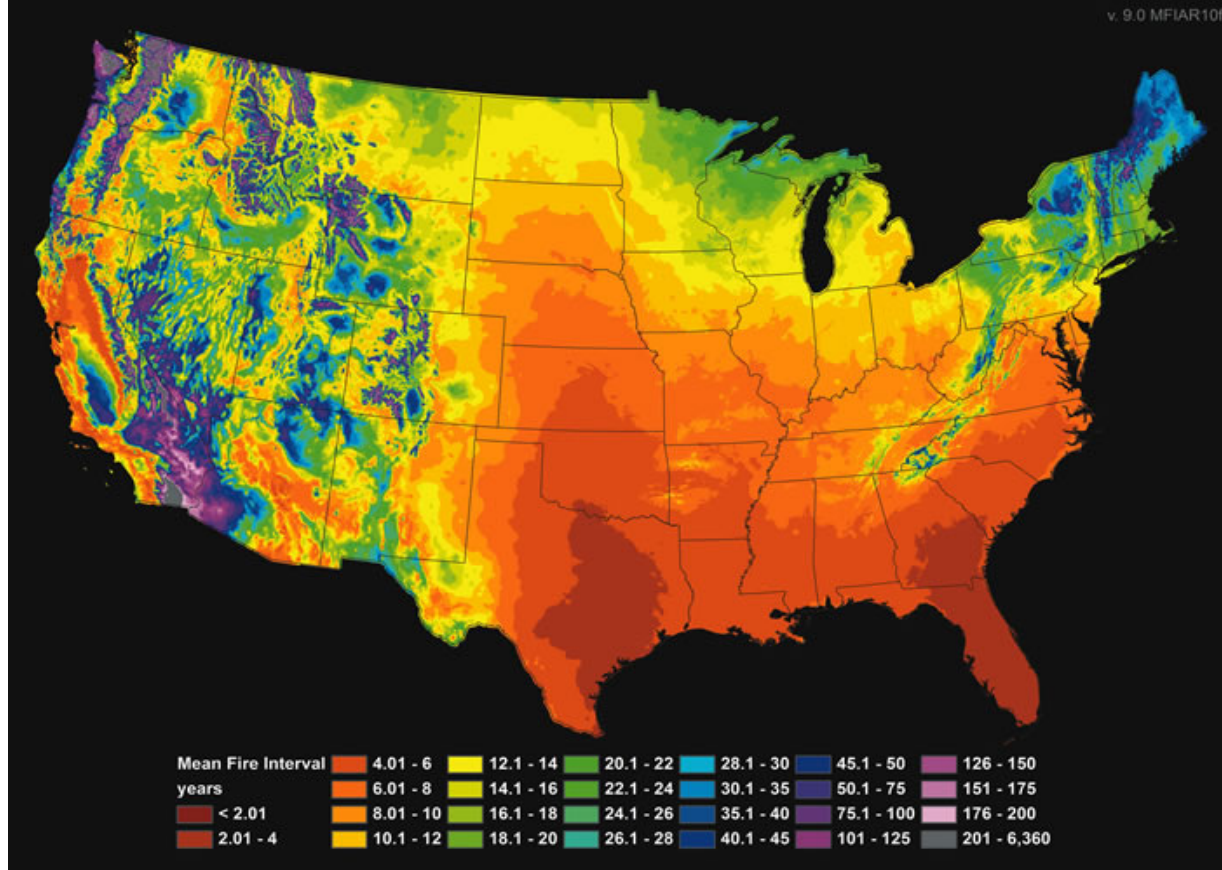 v. 9.0 MFIAR10f
Mean Fire Interval
years
< 2.01
2.01 - 4
4.01 - 6
6.01 - 8
8.01 - 10
10.1 - 12
12.1 - 14
14.1 - 16
16.1 - 18
18.1 - 20
20.1 - 22
22.1 - 24
24.1 - 26
26.1 - 28
28.1 - 30
30.1 - 35
35.1 - 40
40.1 - 45
45.1 - 50
50.1 - 75
75.1 - 100
101 - 125
126 - 150
151 - 175
176 - 200
201 - 6,360